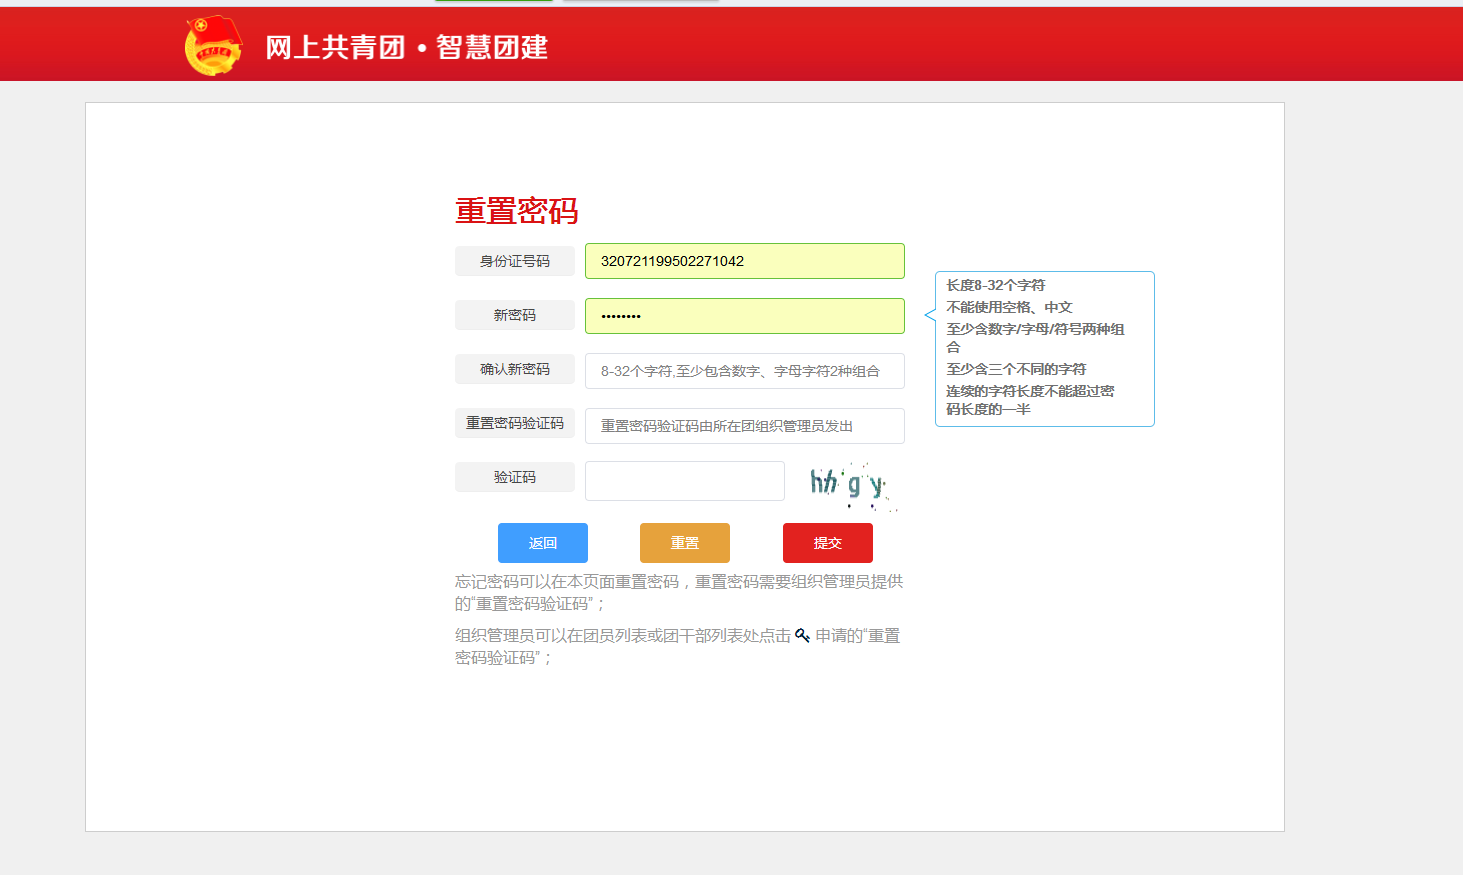 网上共青团·智慧团建
重置密码
身份证号码
320721199502271042
新密码
••••••••
长度8-32个字符
不能使用空格、中文
至少含数字/字母/符号两种组
合
至少含三个不同的字符
连续的字符长度不能超过密
码长度的一半
确认新密码
8-32个字符,至少包含数字、字母字符2种组合
重置密码验证码
重置密码验证码由所在团组织管理员发出
验证码
hhgy
返回
重置
提交
忘记密码可以在本页面重置密码，重置密码需要组织管理员提供
的“重置密码验证码”；
组织管理员可以在团员列表或团干部列表处点击 申请的“重置
密码验证码”；